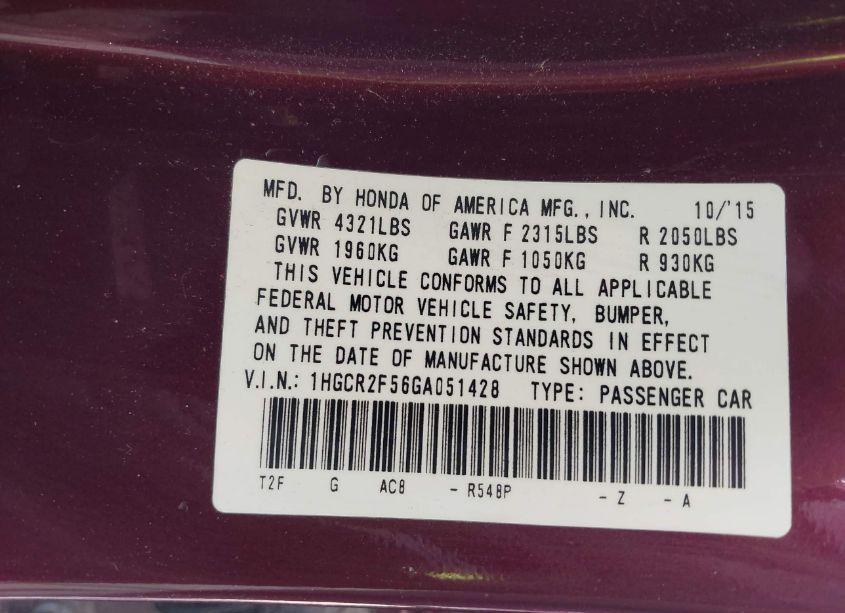 MFD. BY HONDA OF AMERICA MFG., INC. 10/'15
GVWR 4321LBS GAWR F 2315LBS R 2050LBS
GVWR 1960KG GAWR F 1050KG R 930KG
THIS VEHICLE CONFORMS TO ALL APPLICABLE
FEDERAL MOTOR VEHICLE SAFETY, BUMPER,
AND THEFT PREVENTION STANDARDS IN EFFECT
ON THE DATE OF MANUFACTURE SHOWN ABOVE.
V.I.N.: 1HGCR2F56GA051428 TYPE: PASSENGER CAR
T2F G AC8 - R548P - Z - A